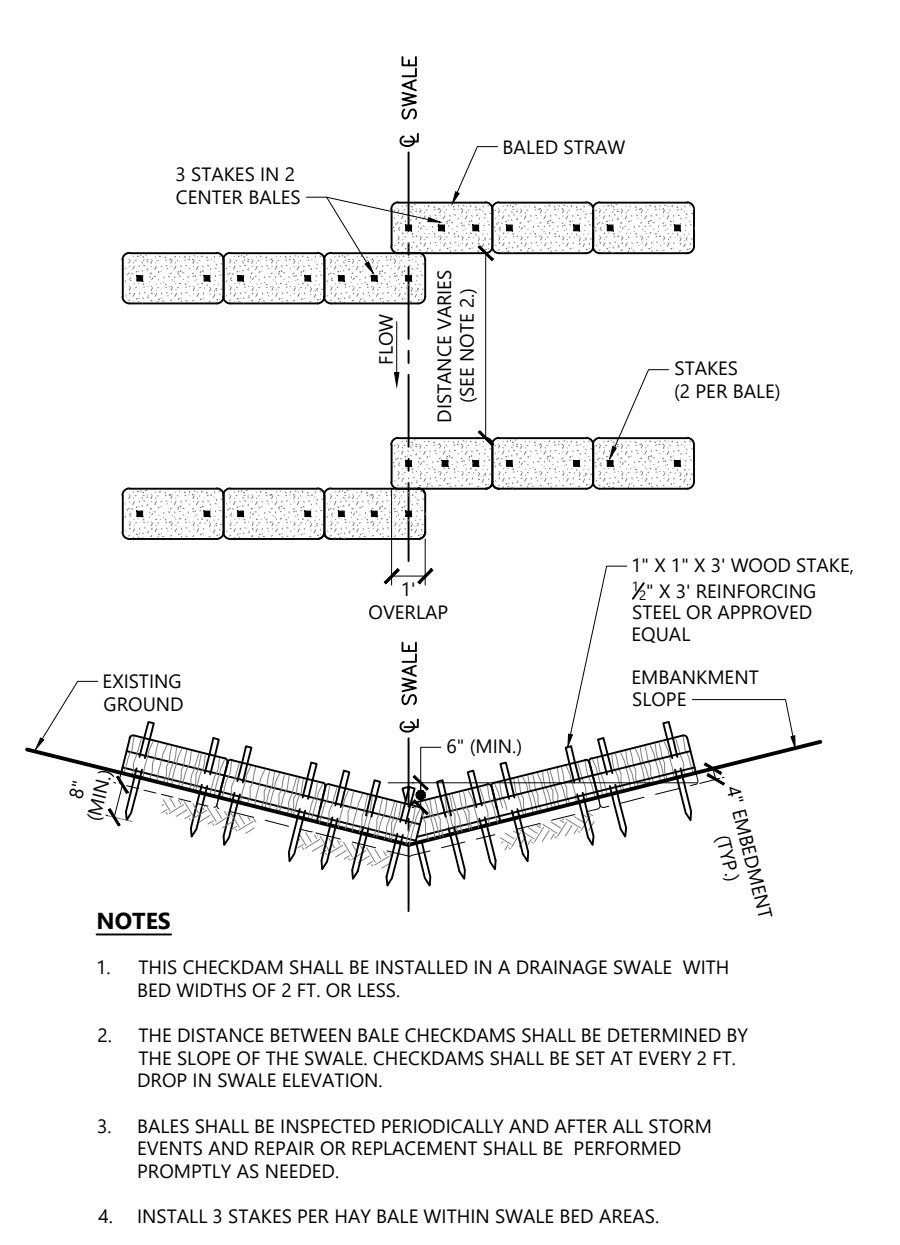 ℄ SWALE
BALED STRAW
3 STAKES IN 2
CENTER BALES
DISTANCE VARIES
(SEE NOTE 2.)
FLOW
STAKES
(2 PER BALE)
1'
OVERLAP
1" X 1" X 3' WOOD STAKE,
½" X 3' REINFORCING
STEEL OR APPROVED
EQUAL
℄ SWALE
EXISTING
GROUND
EMBANKMENT
SLOPE
6" (MIN.)
8"
(MIN.)
4" EMBEDMENT
(TYP.)
NOTES
1. THIS CHECKDAM SHALL BE INSTALLED IN A DRAINAGE SWALE WITH
BED WIDTHS OF 2 FT. OR LESS.
2. THE DISTANCE BETWEEN BALE CHECKDAMS SHALL BE DETERMINED BY
THE SLOPE OF THE SWALE. CHECKDAMS SHALL BE SET AT EVERY 2 FT.
DROP IN SWALE ELEVATION.
3. BALES SHALL BE INSPECTED PERIODICALLY AND AFTER ALL STORM
EVENTS AND REPAIR OR REPLACEMENT SHALL BE PERFORMED
PROMPTLY AS NEEDED.
4. INSTALL 3 STAKES PER HAY BALE WITHIN SWALE BED AREAS.